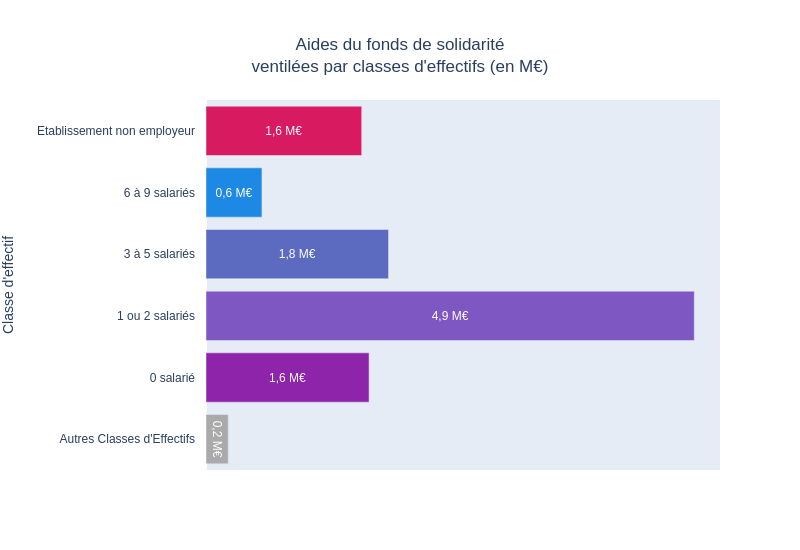 Aides du fonds de solidarité
ventilées par classes d'effectifs (en M€)
Classe d'effectif
Etablissement non employeur
1,6 M€
6 à 9 salariés
0,6 M€
3 à 5 salariés
1,8 M€
1 ou 2 salariés
4,9 M€
0 salarié
1,6 M€
Autres Classes d'Effectifs
0,2 M€